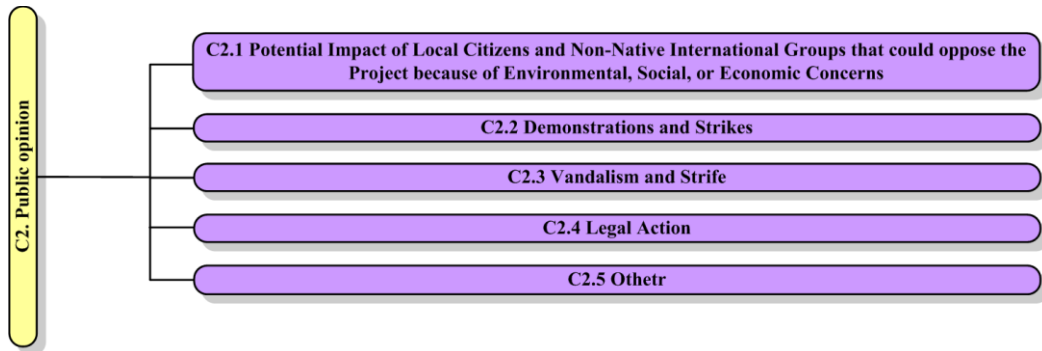 C2. Public opinion
C2.1 Potential Impact of Local Citizens and Non-Native International Groups that could oppose the
Project because of Environmental, Social, or Economic Concerns
C2.2 Demonstrations and Strikes
C2.3 Vandalism and Strife
C2.4 Legal Action
C2.5 Othetr